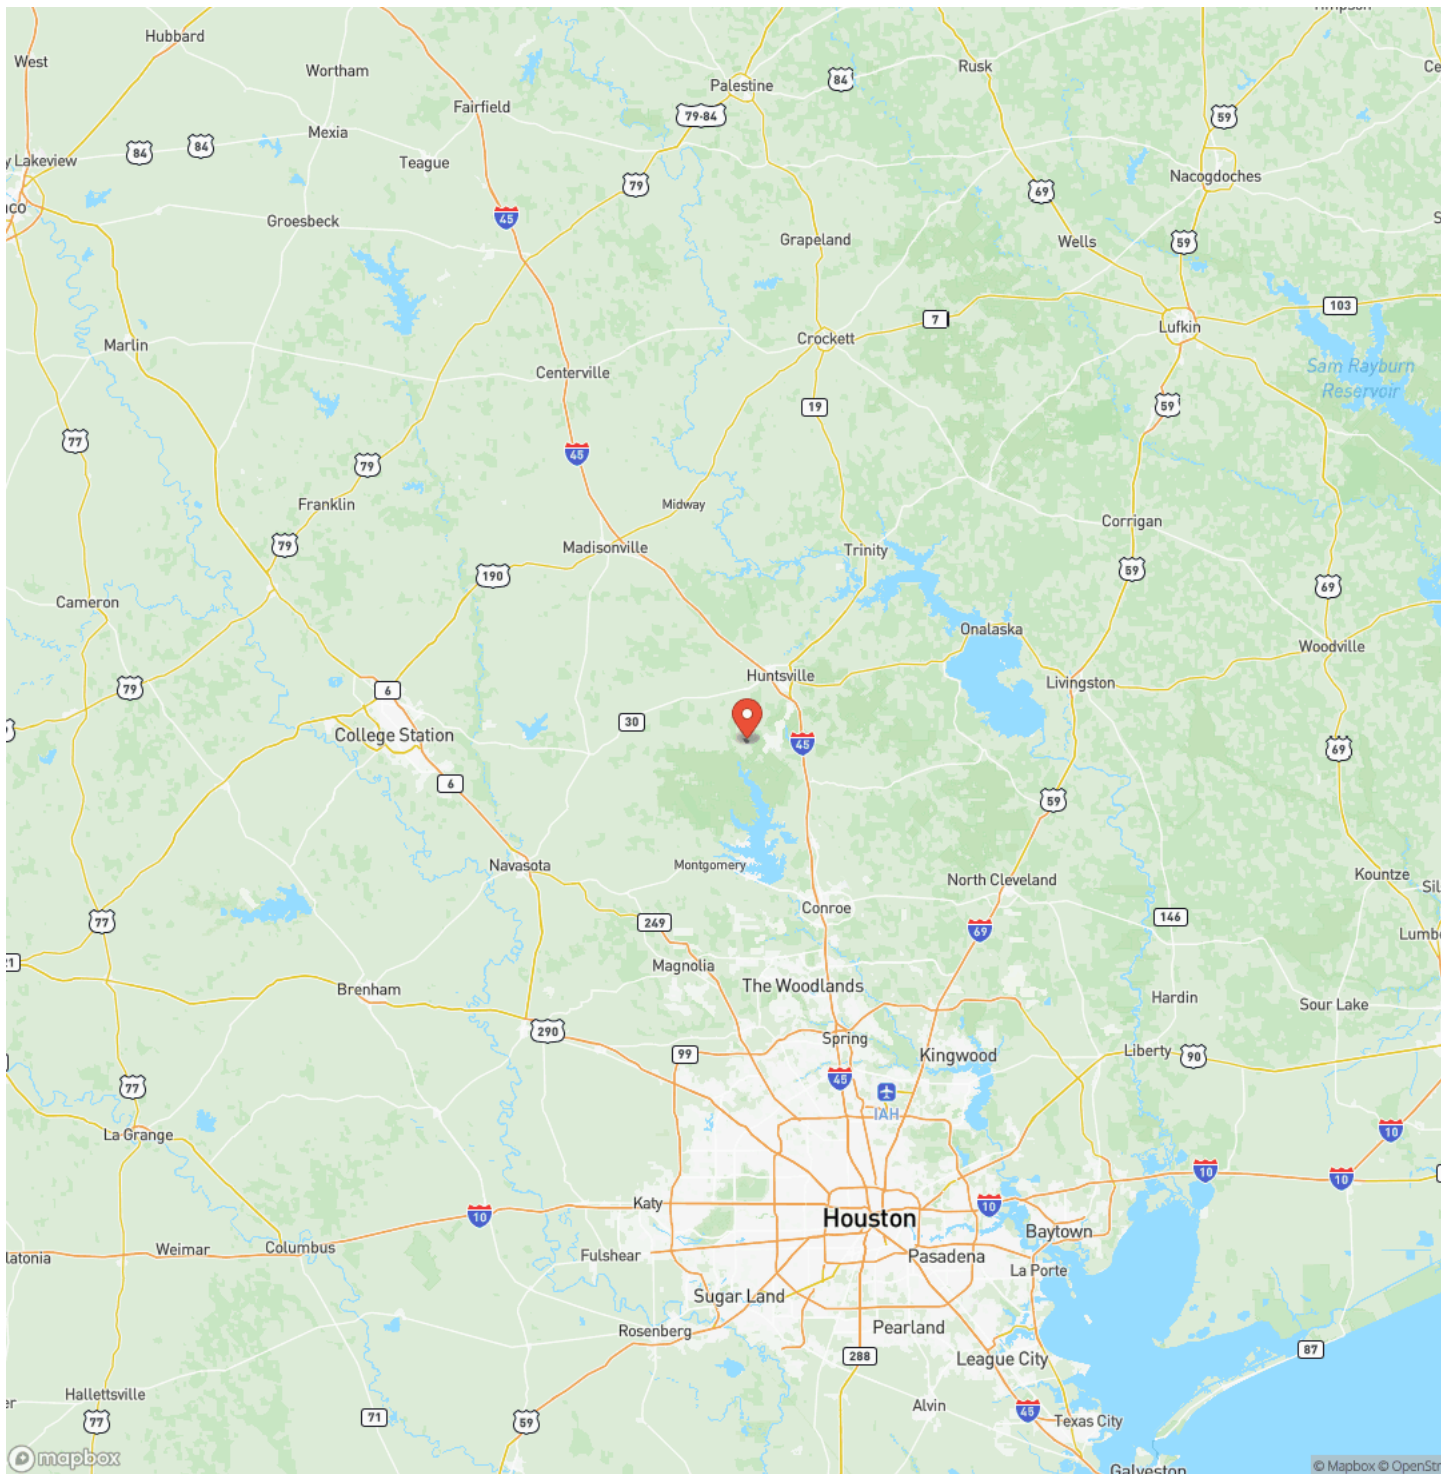 Hubbard
West
Wortham
Rusk
Palestine
84
Fairfield
79-84
59
Mexia
84
84
Teague
Lakeview
Nacogdoches
79
69
45
Groesbeck
Grapeland
Wells
59
103
7
Lufkin
Marlin
Crockett
Centerville
Sam Rayburn
Reservoir
19
59
77
45
79
Franklin
Midway
Corrigan
79
Madisonville
Trinity
190
59
69
Cameron
Onalaska
Woodville
Huntsville
Livingston
79
6
30
College Station
45
69
6
59
Navasota
Montgomery
Kountze
North Cleveland
Conroe
77
249
146
69
Magnolia
The Woodlands
Brenham
Hardin
Sour Lake
290
Spring
99
Kingwood
Liberty
90
45
77
IAH
La Grange
10
10
10
Katy
10
10
Houston
Baytown
Weimar
Columbus
Fulshear
Pasadena
La Porte
Sugar Land
Rosenberg
Pearland
87
288
League City
Hallettsville
Alvin
45
71
59
77
Texas City
mapbox
© Mapbox © OpenStr
Galveston